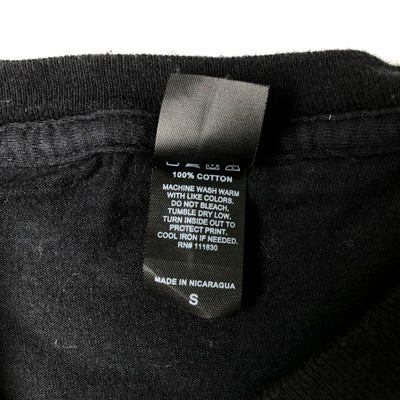 100% COTTON
MACHINE WASH WARM
WITH LIKE COLORS.
DO NOT BLEACH.
TUMBLE DRY LOW.
TURN INSIDE OUT TO
PROTECT PRINT.
COOL IRON IF NEEDED.
RN# 111830
MADE IN NICARAGUA
S